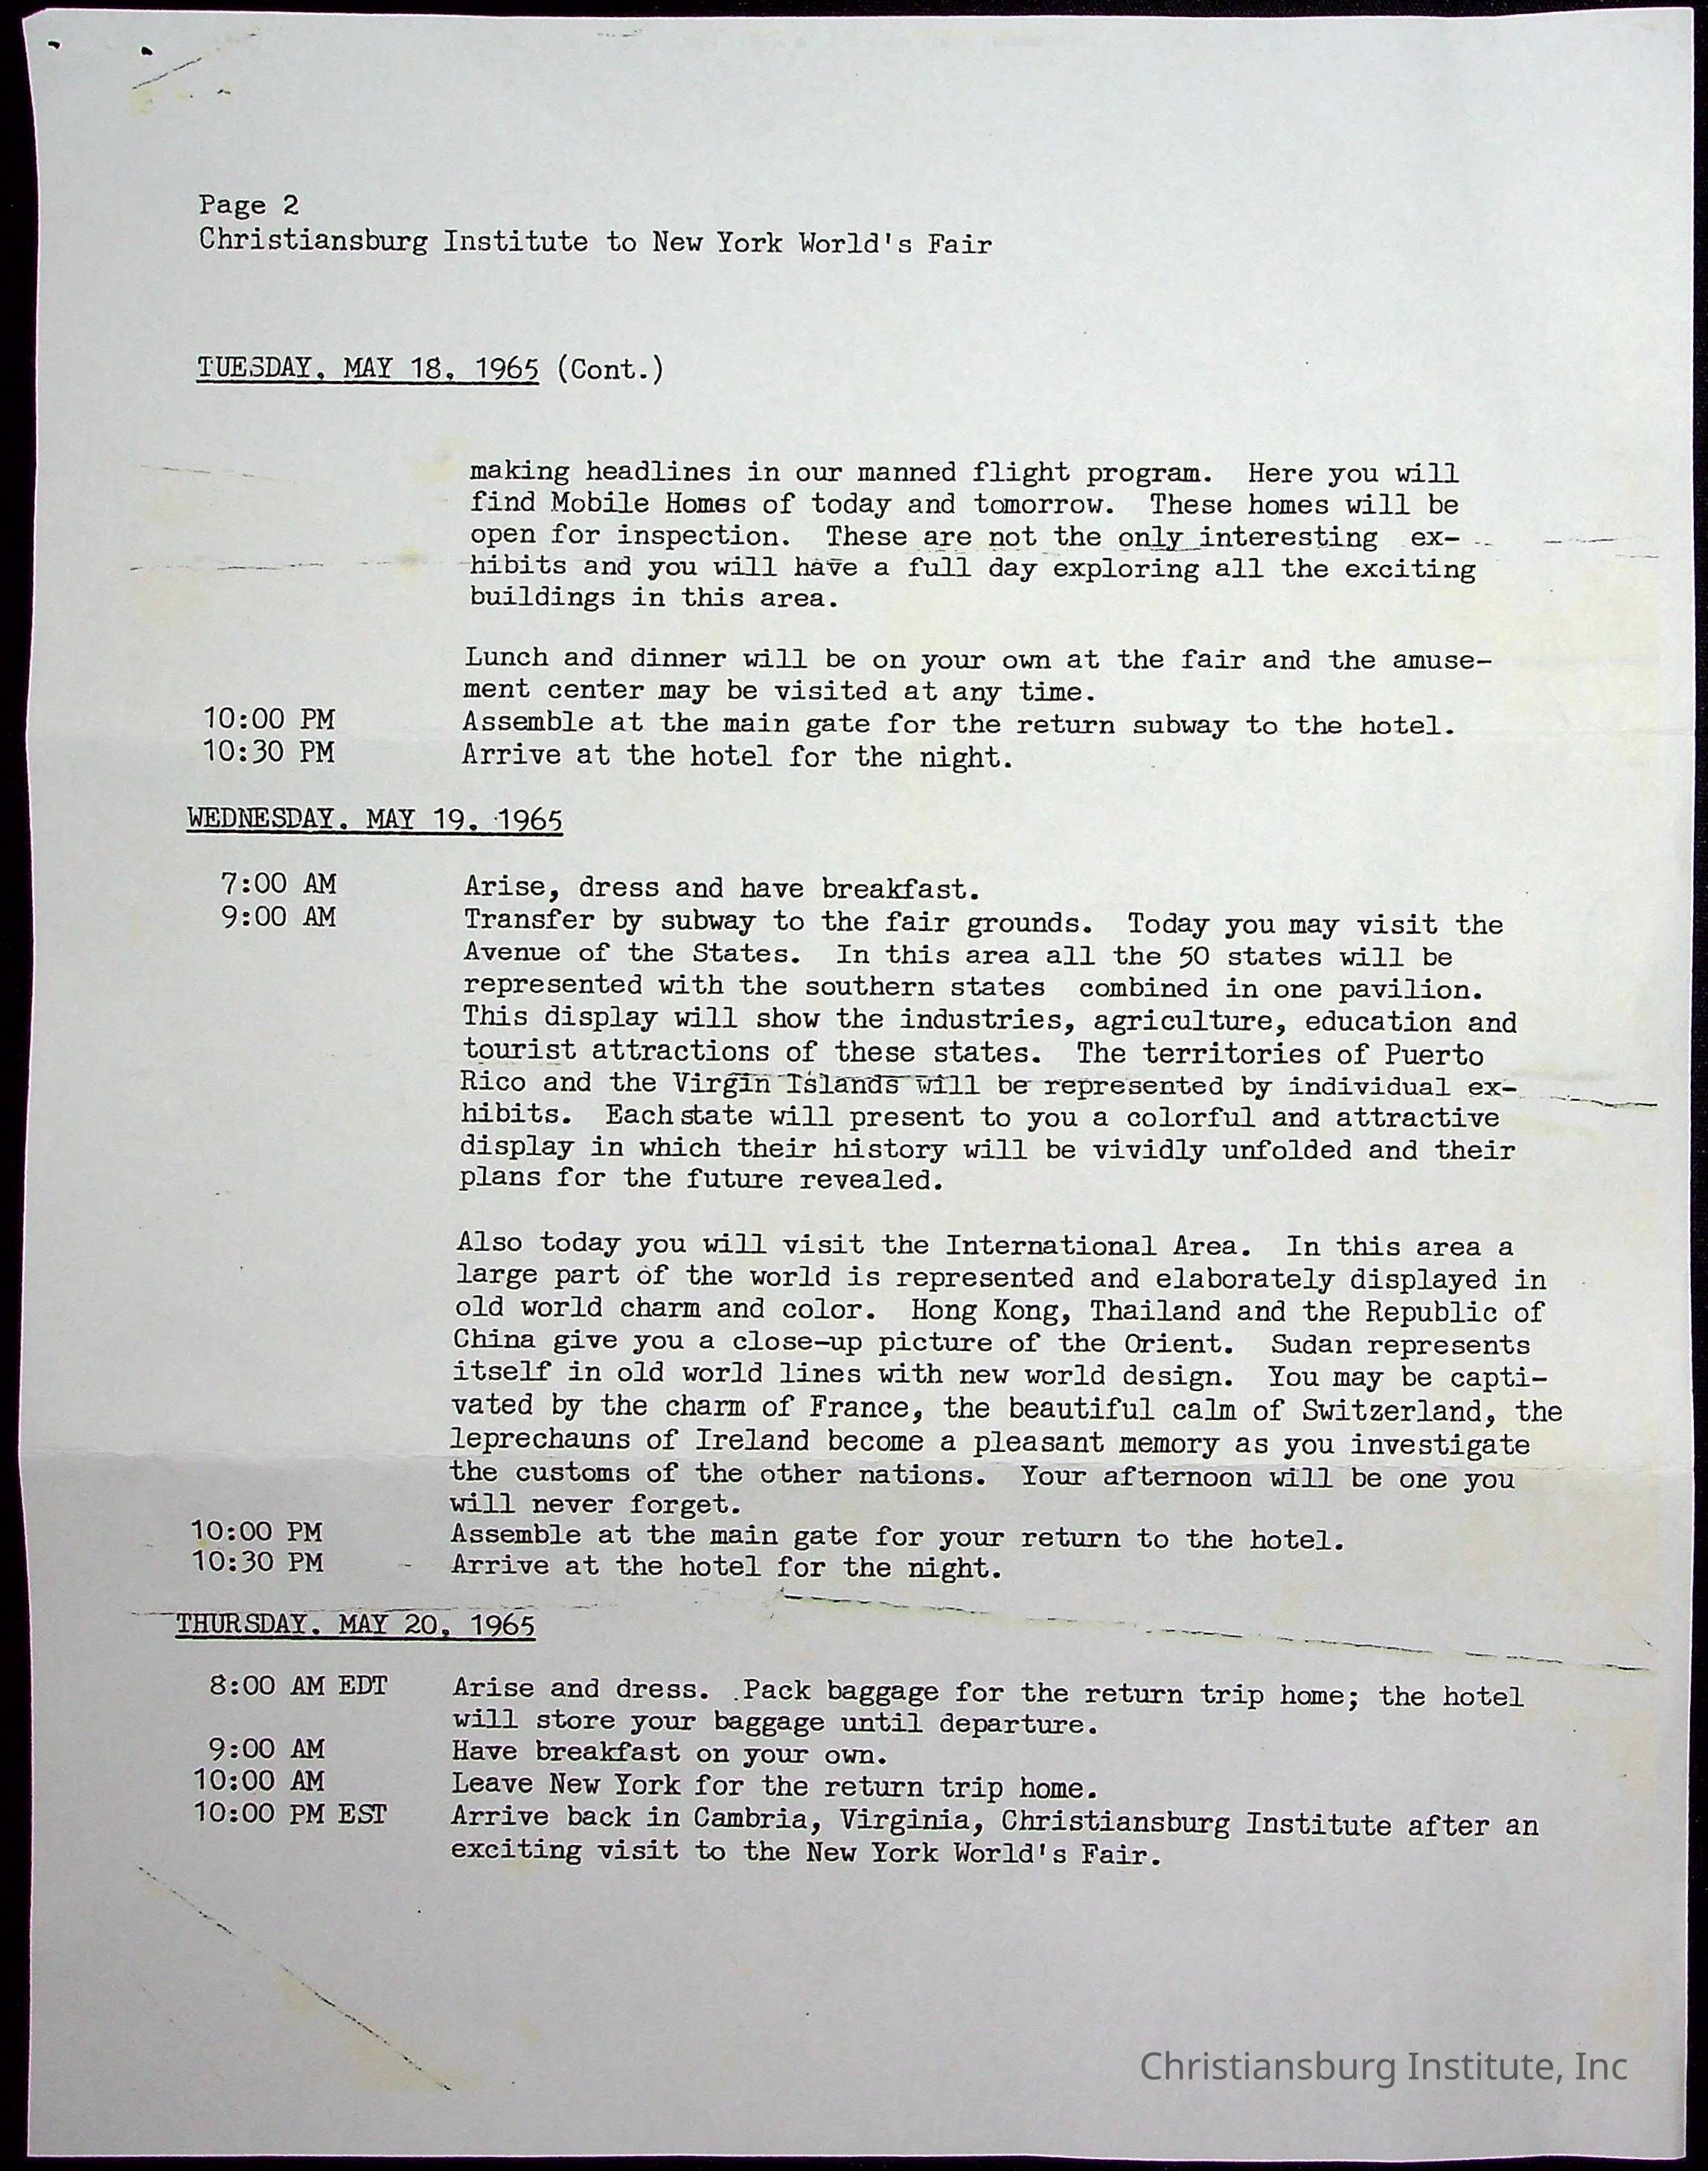 Page 2
Christiansburg Institute to New York World's Fair
TUESDAY, MAY 18, 1965 (Cont.)
making headlines in our manned flight program. Here you will
find Mobile Homes of today and tomorrow. These homes will be
open for inspection. These are not the only interesting ex-
hibits and you will have a full day exploring all the exciting
buildings in this area.
Lunch and dinner will be on your own at the fair and the amuse-
ment center may be visited at any time.
10:00 PM Assemble at the main gate for the return subway to the hotel.
10:30 PM Arrive at the hotel for the night.
WEDNESDAY, MAY 19, 1965
7:00 AM Arise, dress and have breakfast.
9:00 AM Transfer by subway to the fair grounds. Today you may visit the
Avenue of the States. In this area all the 50 states will be
represented with the southern states combined in one pavilion.
This display will show the industries, agriculture, education and
tourist attractions of these states. The territories of Puerto
Rico and the Virgin Islands will be represented by individual ex-
hibits. Each state will present to you a colorful and attractive
display in which their history will be vividly unfolded and their
plans for the future revealed.
Also today you will visit the International Area. In this area a
large part of the world is represented and elaborately displayed in
old world charm and color. Hong Kong, Thailand and the Republic of
China give you a close-up picture of the Orient. Sudan represents
itself in old world lines with new world design. You may be capti-
vated by the charm of France, the beautiful calm of Switzerland, the
leprechauns of Ireland become a pleasant memory as you investigate
the customs of the other nations. Your afternoon will be one you
will never forget.
10:00 PM Assemble at the main gate for your return to the hotel.
10:30 PM Arrive at the hotel for the night.
THURSDAY, MAY 20, 1965
8:00 AM EDT Arise and dress. Pack baggage for the return trip home; the hotel
will store your baggage until departure.
9:00 AM Have breakfast on your own.
10:00 AM Leave New York for the return trip home.
10:00 PM EST Arrive back in Cambria, Virginia, Christiansburg Institute after an
exciting visit to the New York World's Fair.
Christiansburg Institute, Inc